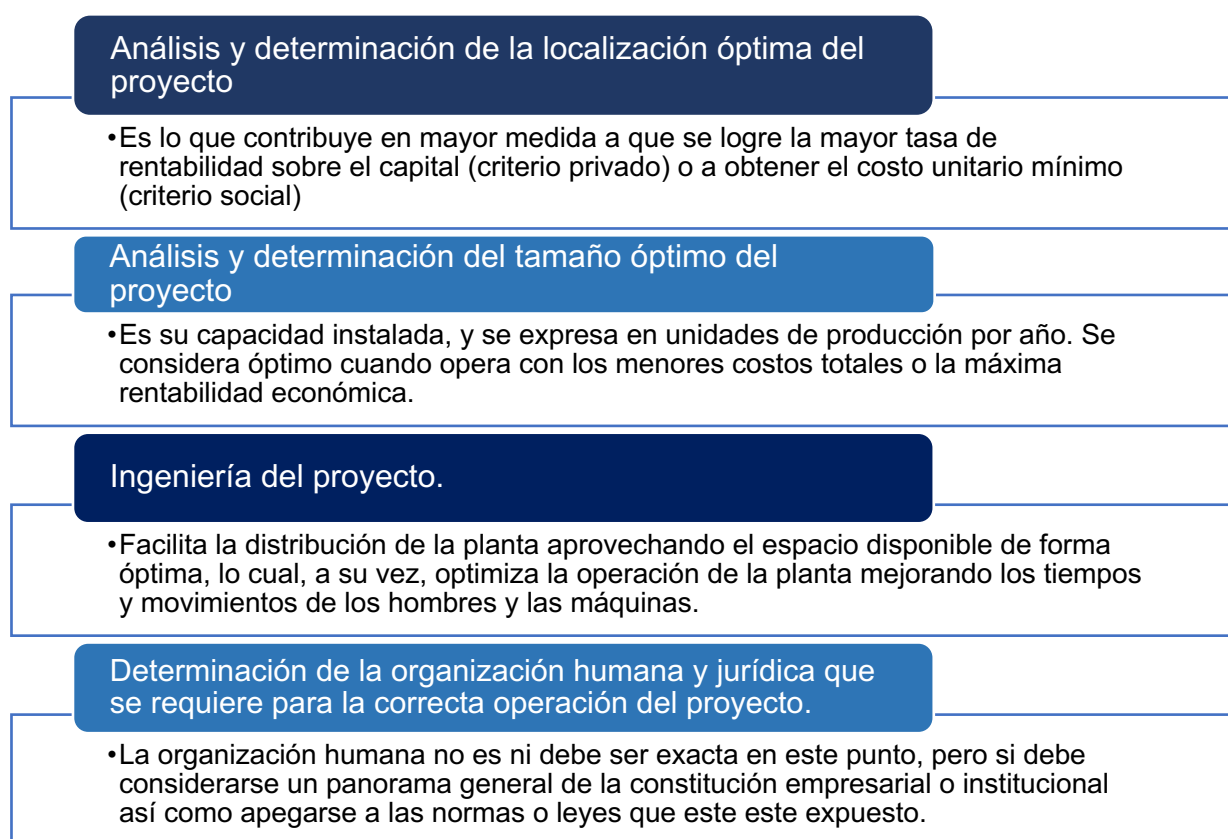 Análisis y determinación de la localización óptima del
proyecto
•Es lo que contribuye en mayor medida a que se logre la mayor tasa de
rentabilidad sobre el capital (criterio privado) o a obtener el costo unitario mínimo
(criterio social)
Análisis y determinación del tamaño óptimo del
proyecto
•Es su capacidad instalada, y se expresa en unidades de producción por año. Se
considera óptimo cuando opera con los menores costos totales o la máxima
rentabilidad económica.
Ingeniería del proyecto.
•Facilita la distribución de la planta aprovechando el espacio disponible de forma
óptima, lo cual, a su vez, optimiza la operación de la planta mejorando los tiempos
y movimientos de los hombres y las máquinas.
Determinación de la organización humana y jurídica que
se requiere para la correcta operación del proyecto.
•La organización humana no es ni debe ser exacta en este punto, pero si debe
considerarse un panorama general de la constitución empresarial o institucional
así como apegarse a las normas o leyes que este este expuesto.